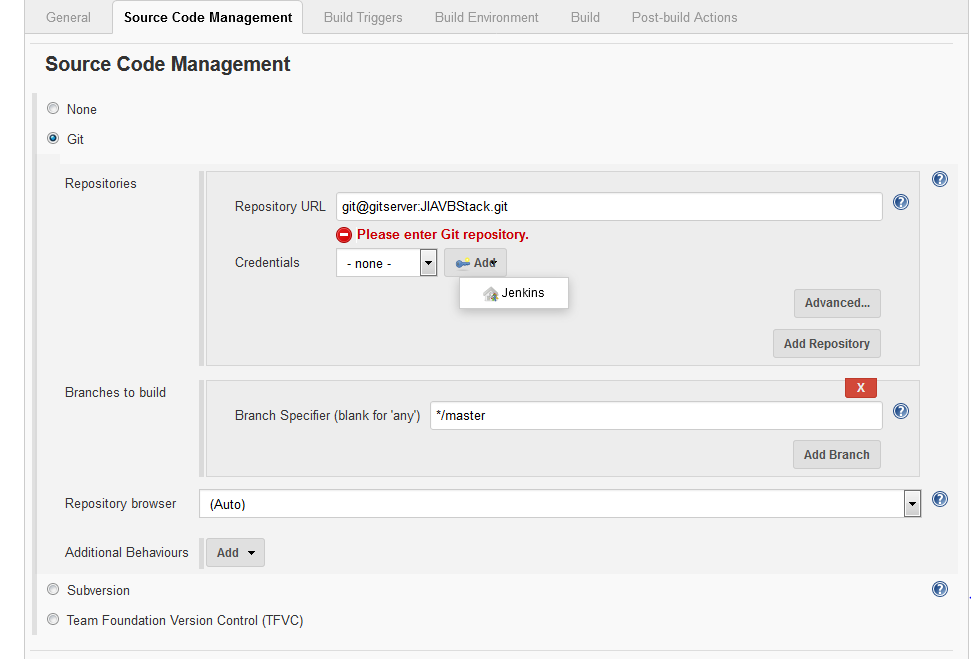 General Source Code Management Build Triggers Build Environment Build Post-build Actions
Source Code Management
None
Git
Repositories
Repository URL git@gitserver:JIAVBStack.git
Please enter Git repository.
Credentials - none - Add
Jenkins
Advanced...
Add Repository
Branches to build
X
Branch Specifier (blank for 'any') */master
Add Branch
Repository browser (Auto)
Additional Behaviours Add
Subversion
Team Foundation Version Control (TFVC)